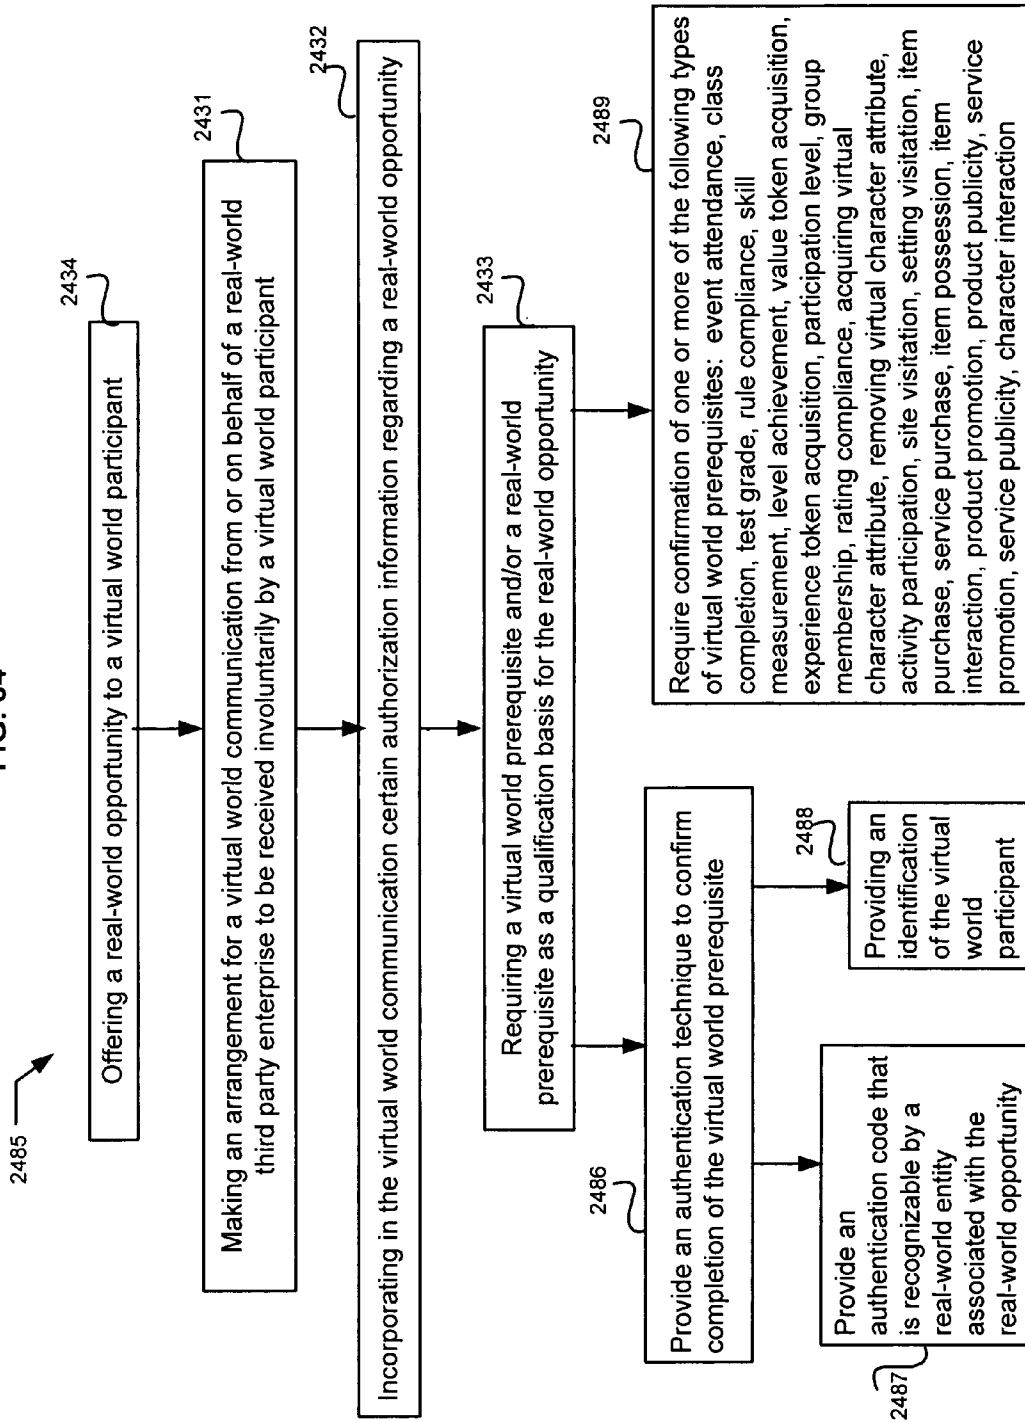 2485
2434
Offering a real-world opportunity to a virtual world participant
2431
Making an arrangement for a virtual world communication from or on behalf of a real-world
third party enterprise to be received involuntarily by a virtual world participant
2432
Incorporating in the virtual world communication certain authorization information regarding a real-world opportunity
2433
Requiring a virtual world prerequisite and/or a real-world
prerequisite as a qualification basis for the real-world opportunity
2486
Provide an authentication technique to confirm
completion of the virtual world prerequisite
2487
Provide an
authentication code that
is recognizable by a
real-world entity
associated with the
real-world opportunity
2488
Providing an
identification
of the virtual
world
participant
2489
Require confirmation of one or more of the following types
of virtual world prerequisites: event attendance, class
completion, test grade, rule compliance, skill
measurement, level achievement, value token acquisition,
experience token acquisition, participation level, group
membership, rating compliance, acquiring virtual
character attribute, removing virtual character attribute,
activity participation, site visitation, setting visitation, item
purchase, service purchase, item possession, item
interaction, product promotion, product publicity, service
promotion, service publicity, character interaction